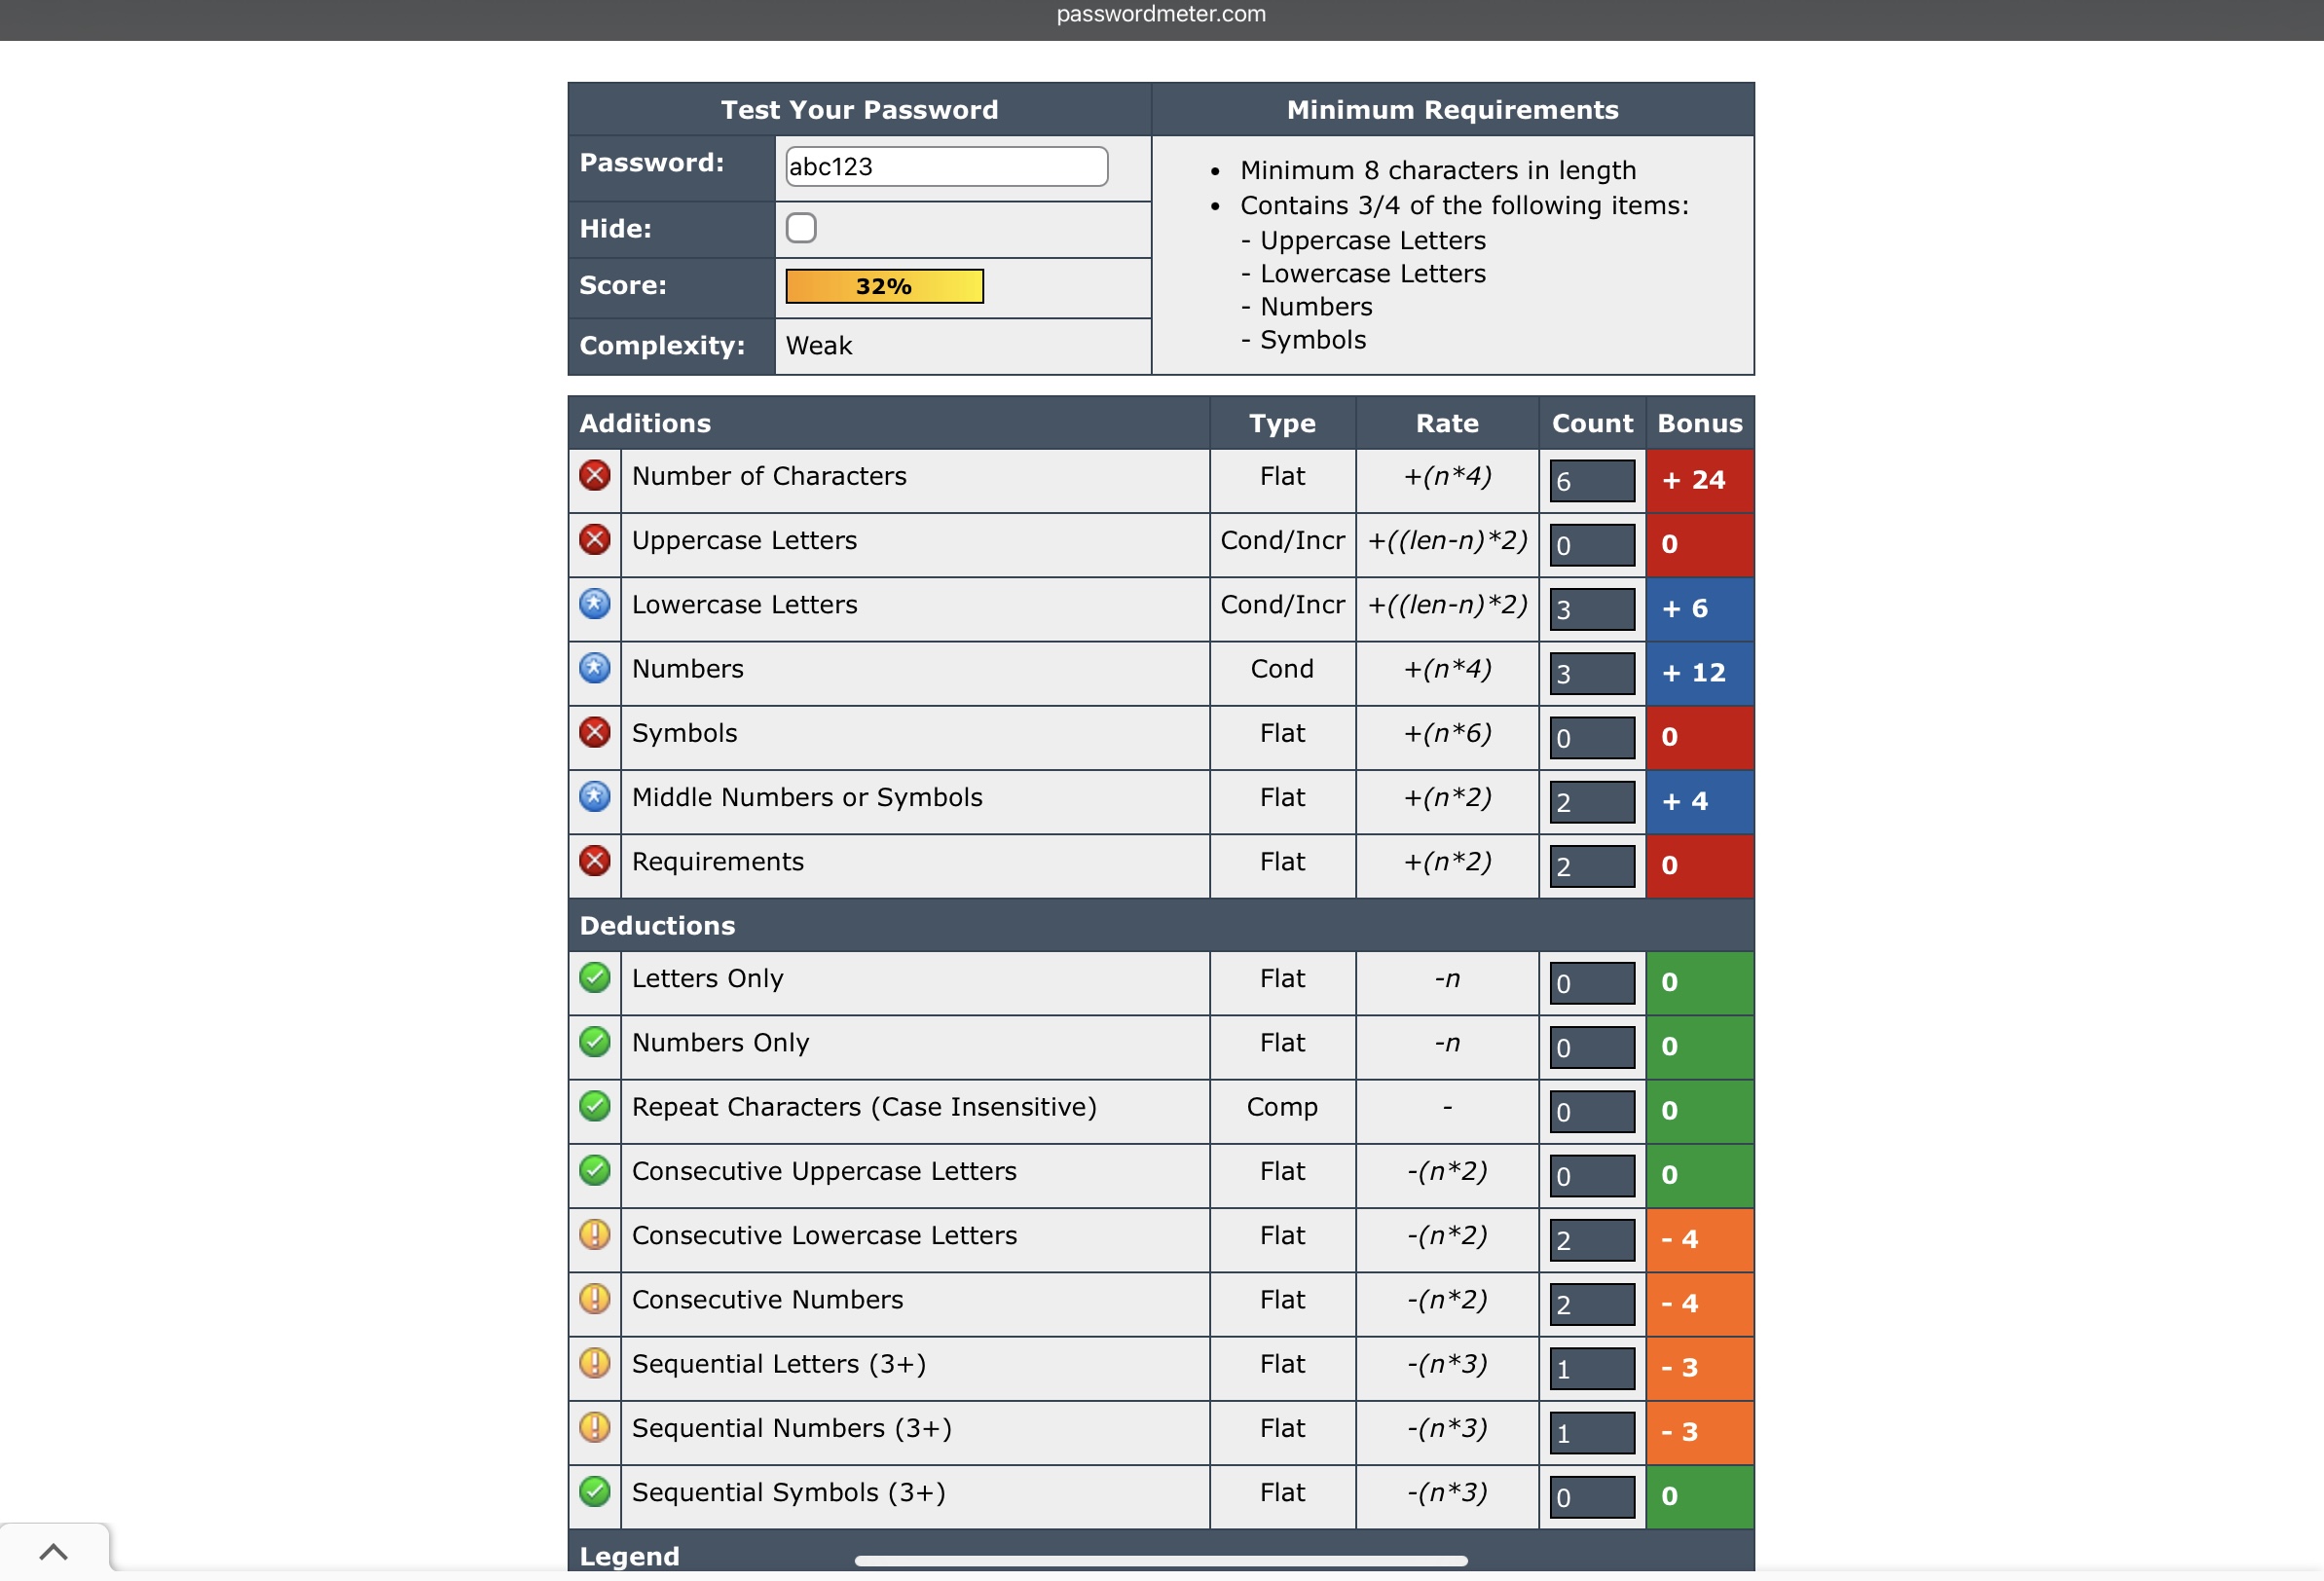 passwordmeter.com
Test Your Password Minimum Requirements
Password: abc123
• Minimum 8 characters in length
• Contains 3/4 of the following items:
- Uppercase Letters
- Lowercase Letters
- Numbers
- Symbols
Hide:
Score: 32%
Complexity: Weak
Additions Type Rate Count Bonus
Number of Characters Flat +(n*4) 6 + 24
Uppercase Letters Cond/Incr +((len-n)*2) 0 0
Lowercase Letters Cond/Incr +((len-n)*2) 3 + 6
Numbers Cond +(n*4) 3 + 12
Symbols Flat +(n*6) 0 0
Middle Numbers or Symbols Flat +(n*2) 2 + 4
Requirements Flat +(n*2) 2 0
Deductions
Letters Only Flat -n 0 0
Numbers Only Flat -n 0 0
Repeat Characters (Case Insensitive) Comp - 0 0
Consecutive Uppercase Letters Flat -(n*2) 0 0
Consecutive Lowercase Letters Flat -(n*2) 2 - 4
Consecutive Numbers Flat -(n*2) 2 - 4
Sequential Letters (3+) Flat -(n*3) 1 - 3
Sequential Numbers (3+) Flat -(n*3) 1 - 3
Sequential Symbols (3+) Flat -(n*3) 0 0
Legend